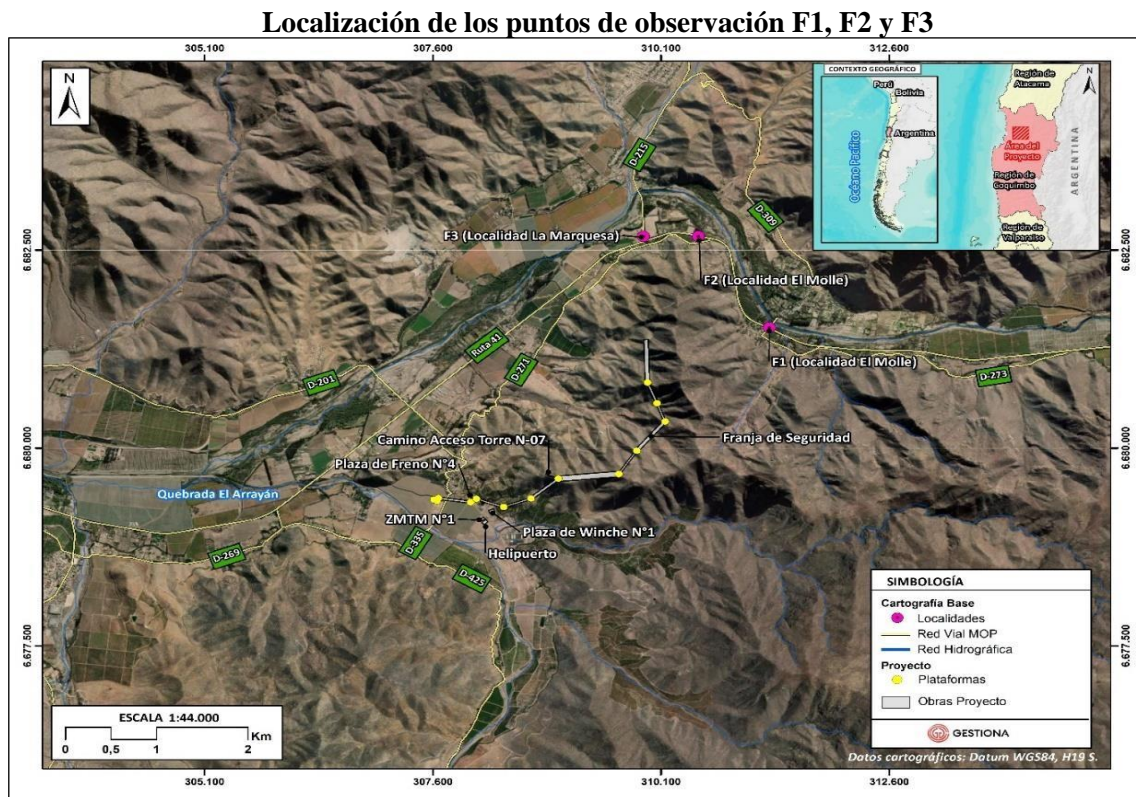 Localización de los puntos de observación F1, F2 y F3
305.100
307.600
310.100
312.600
N
CONTEXTO GEOGRÁFICO
Perú
Bolivia
Argentina
Océano Pacífico
N
Región de
Atacama
Área del
Proyecto
Región de
Coquimbo
ARGENTINA
Región de
Valparaíso
D-215
D-309
6.682.500
F3 (Localidad La Marquesa)
6.682.500
F2 (Localidad El Molle)
Ruta 41
F1 (Localidad El Molle)
D-201
D-271
D-273
Camino Acceso Torre N-07
Franja de Seguridad
6.680.000
Plaza de Freno N°4
6.680.000
Quebrada El Arrayán
ZMTM N°1
Plaza de Winche N°1
D-335
Helipuerto
D-269
D-425
6.677.500
6.677.500
SIMBOLOGÍA
Cartografía Base
Localidades
Red Vial MOP
Red Hidrográfica
Proyecto
Plataformas
Obras Proyecto
GESTIONA
ESCALA 1:44.000
0 0,5 1 2
Km
Datos cartográficos: Datum WGS84, H19 S.
305.100
307.600
310.100
312.600